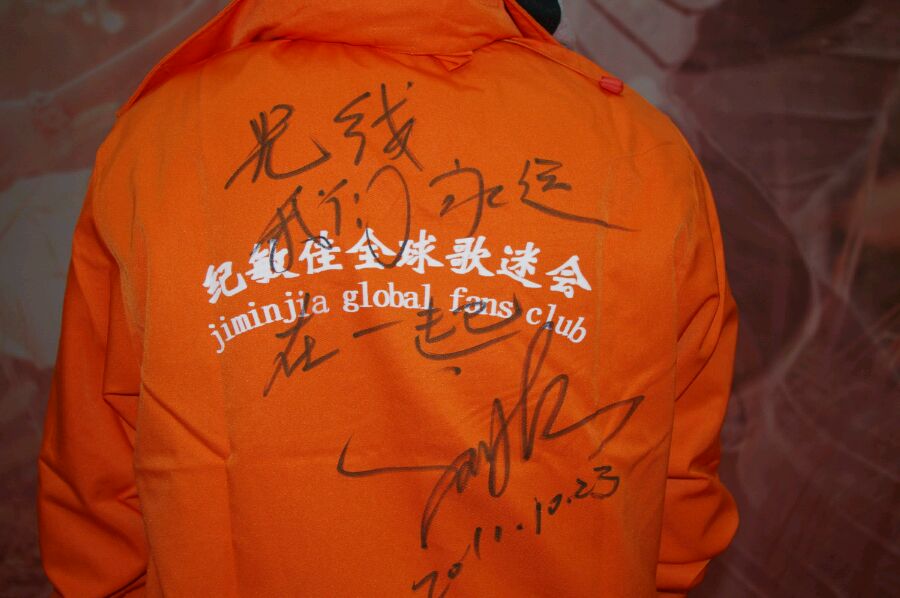 光线
我们永远
纪敏佳全球歌迷会
jiminjia global fans club
在一起
2011.10.23